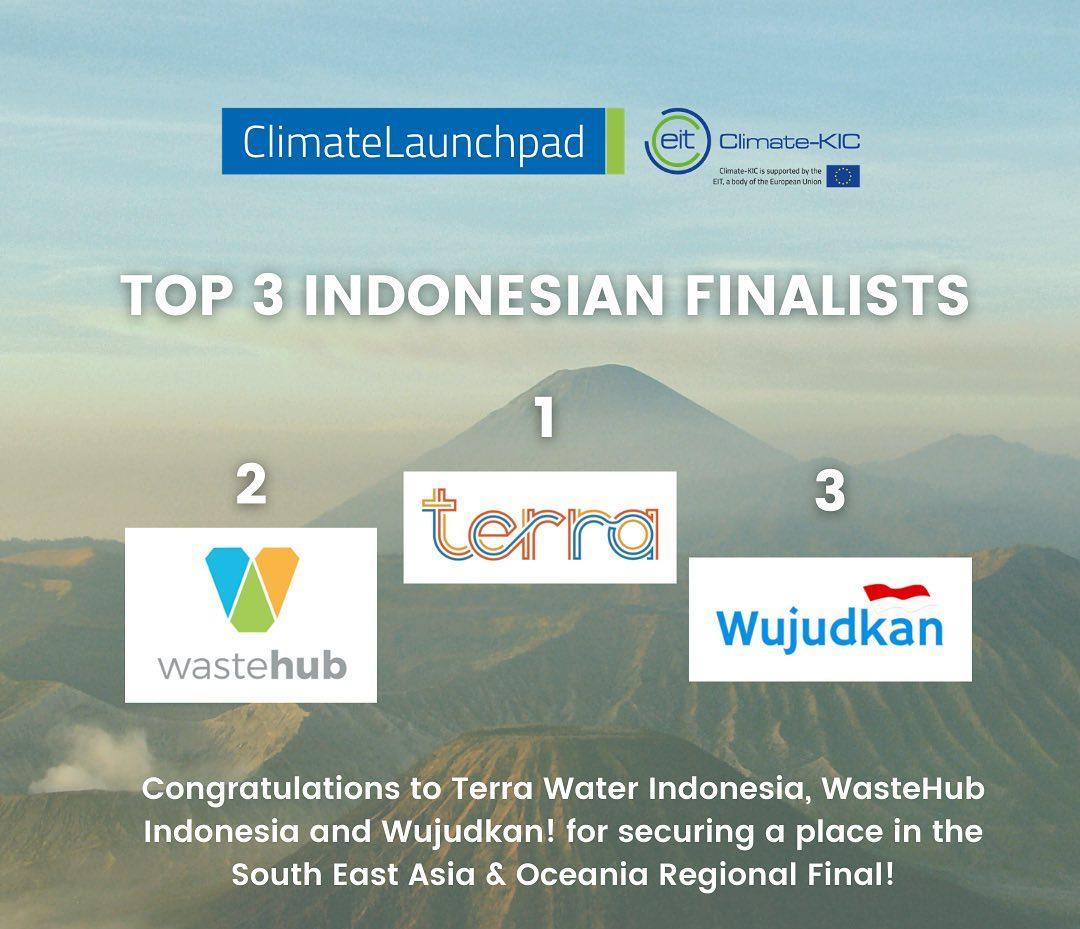 ClimateLaunchpad
eit Climate-KIC
Climate-KIC is supported by the
EIT, a body of the European Union
TOP 3 INDONESIAN FINALISTS
1
2
3
terra
wastehub
Wujudkan
Congratulations to Terra Water Indonesia, WasteHub
Indonesia and Wujudkan! for securing a place in the
South East Asia & Oceania Regional Final!